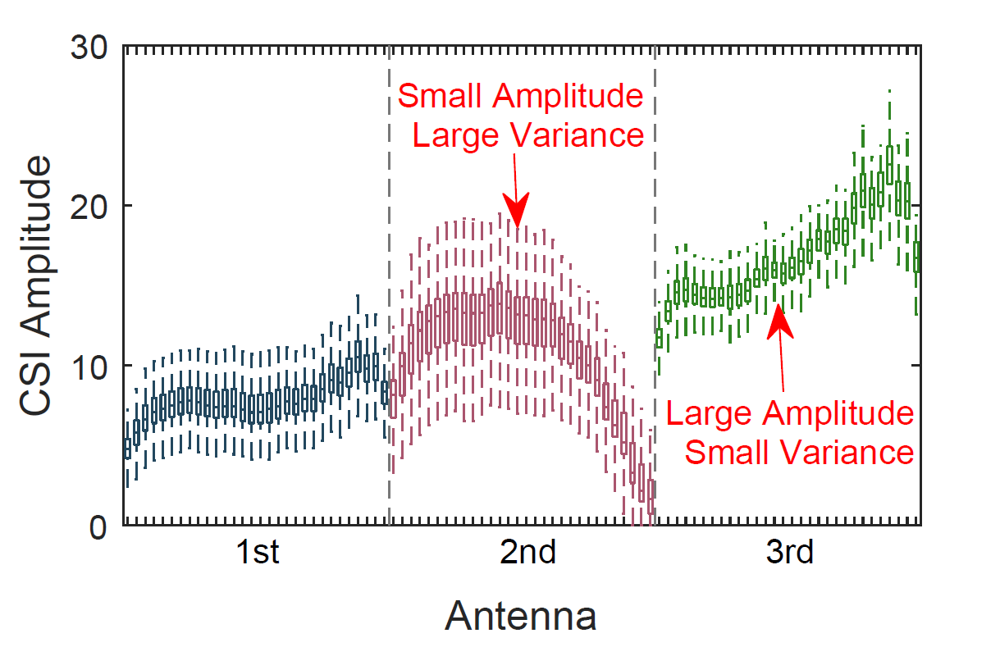 30
Small Amplitude
Large Variance
20
CSI Amplitude
10
Large Amplitude
Small Variance
0
1st 2nd 3rd
Antenna